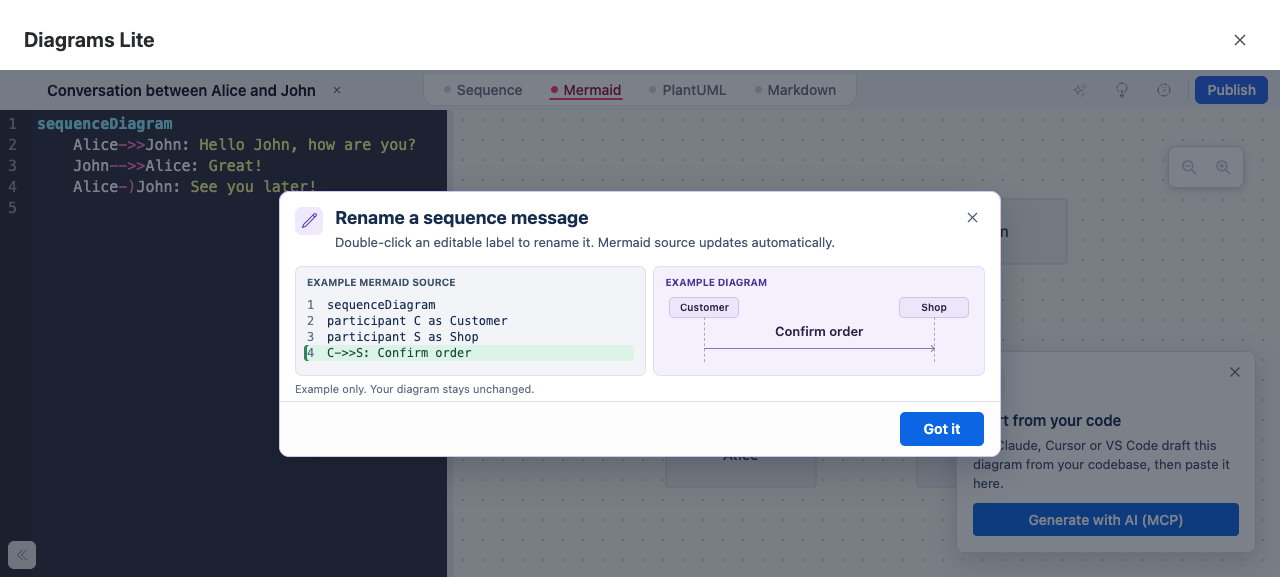 Diagrams Lite
Conversation between Alice and John
Sequence
Mermaid
PlantUML
Markdown
Publish
1 sequenceDiagram
2 Alice->>John: Hello John, how are you?
3 John-->>Alice: Great!
4 Alice-)John: See you later!
5
Rename a sequence message
Double-click an editable label to rename it. Mermaid source updates automatically.
EXAMPLE MERMAID SOURCE
1 sequenceDiagram
2 participant C as Customer
3 participant S as Shop
4 C->>S: Confirm order
EXAMPLE DIAGRAM
Customer
Shop
Confirm order
Example only. Your diagram stays unchanged.
Got it
Alice
from your code
Claude, Cursor or VS Code draft this
diagram from your codebase, then paste it
here.
Generate with AI (MCP)